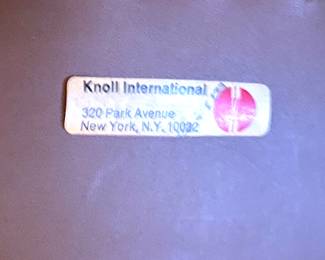 Knoll International
320 Park Avenue
New York, N.Y. 10022